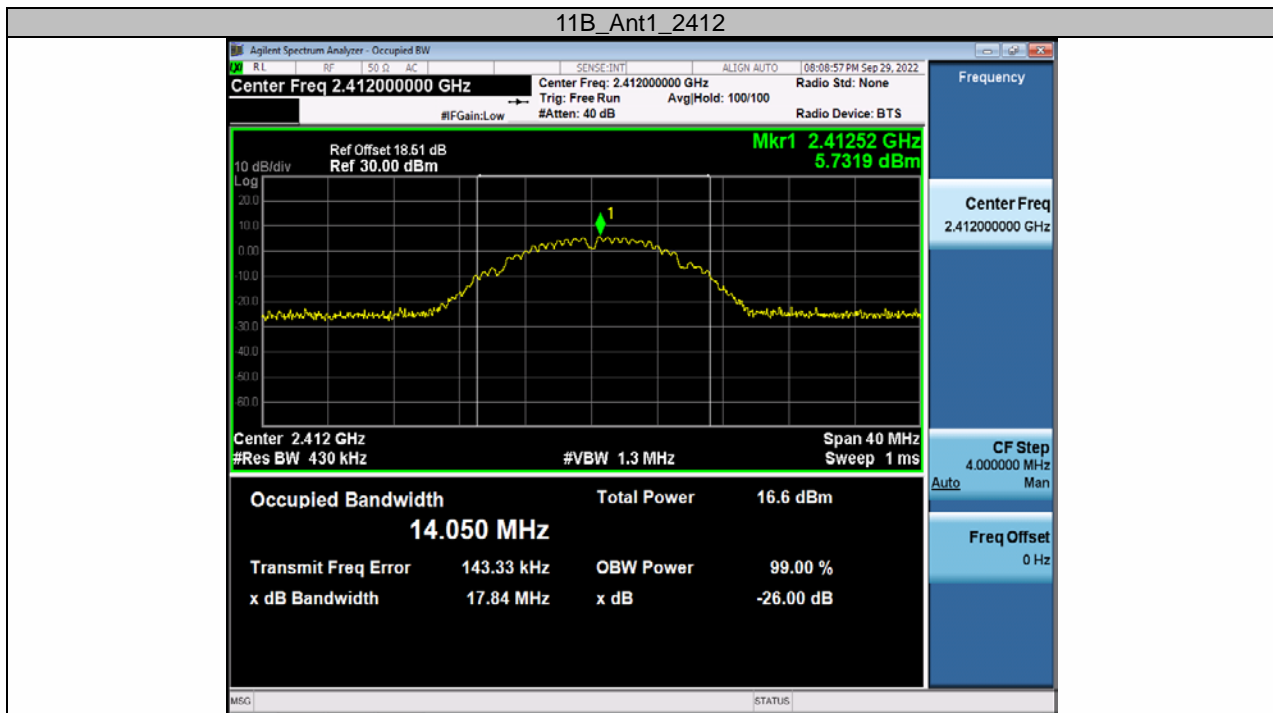 11B_Ant1_2412
Agilent Spectrum Analyzer - Occupied BW
RL RF 50 Ω AC SENSE:INT ALIGN AUTO 08:08:57 PM Sep 29, 2022
Center Freq 2.412000000 GHz Center Freq: 2.412000000 GHz Radio Std: None
Trig: Free Run Avg|Hold: 100/100
#IFGain:Low #Atten: 40 dB Radio Device: BTS
Frequency
Mkr1 2.41252 GHz
5.7319 dBm
Ref Offset 18.51 dB
10 dB/div Ref 30.00 dBm
Log
20.0
10.0
0.00
-10.0
-20.0
-30.0
-40.0
-50.0
-60.0
1
Center 2.412 GHz Span 40 MHz
#Res BW 430 kHz #VBW 1.3 MHz Sweep 1 ms
Occupied Bandwidth Total Power 16.6 dBm
14.050 MHz
Transmit Freq Error 143.33 kHz OBW Power 99.00 %
x dB Bandwidth 17.84 MHz x dB -26.00 dB
Center Freq
2.412000000 GHz
CF Step
4.000000 MHz
Auto Man
Freq Offset
0 Hz
MSG STATUS